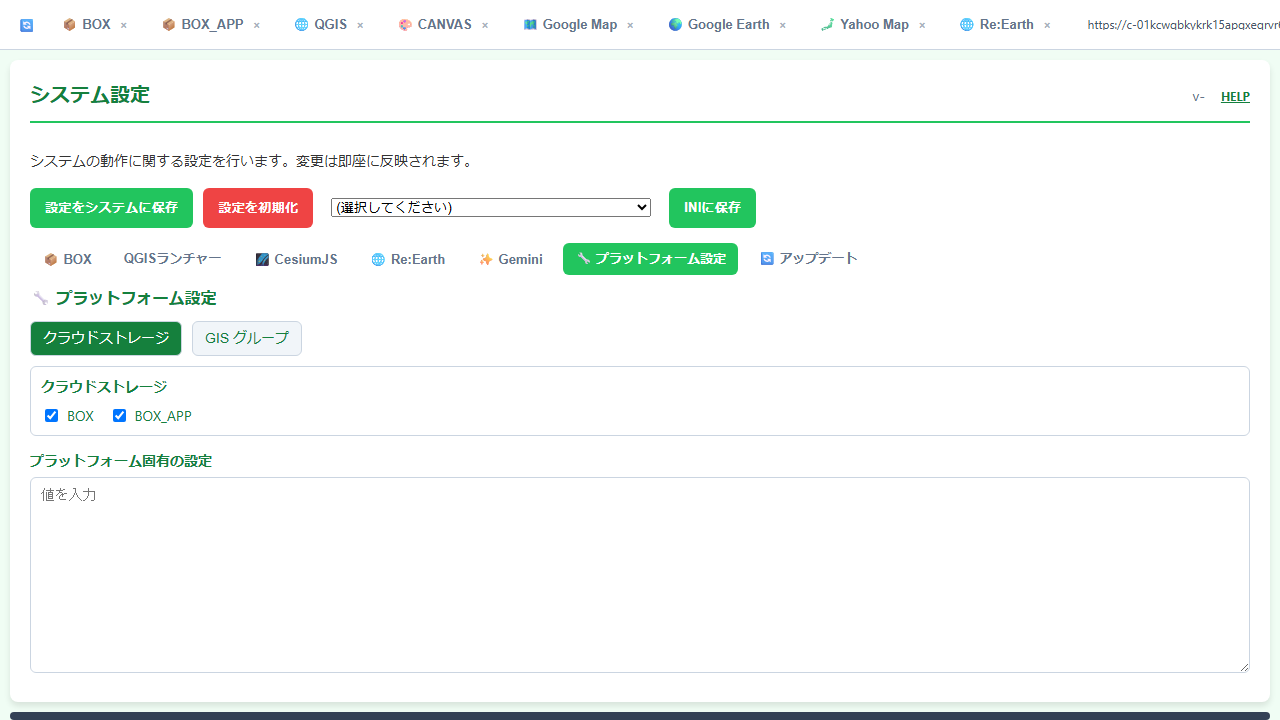 BOX × BOX_APP × QGIS × CANVAS × Google Map × Google Earth × Yahoo Map × Re:Earth ×
システム設定
v- HELP
システムの動作に関する設定を行います。変更は即座に反映されます。
設定をシステムに保存 設定を初期化 (選択してください) INIに保存
BOX QGISランチャー CesiumJS Re:Earth Gemini プラットフォーム設定 アップデート
プラットフォーム設定
クラウドストレージ GIS グループ
クラウドストレージ
BOX BOX_APP
プラットフォーム固有の設定
値を入力